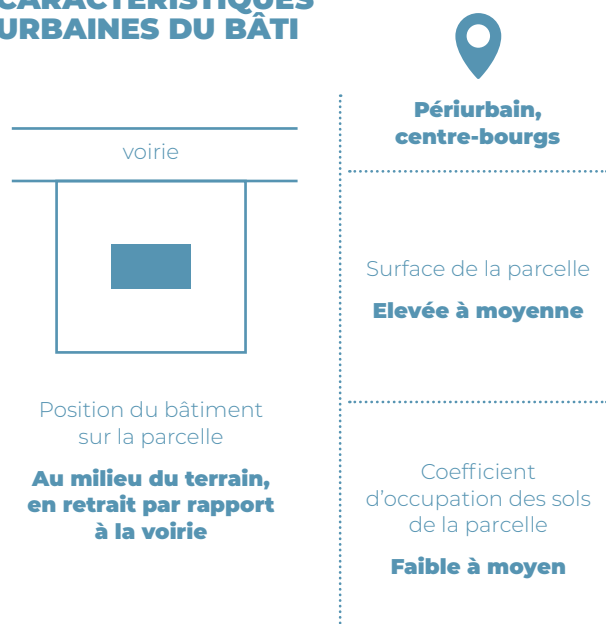 CARACTÉRISTIQUES
URBAINES DU BÂTI
voirie
Position du bâtiment
sur la parcelle
Au milieu du terrain,
en retrait par rapport
à la voirie
Périurbain,
centre-bourgs
Surface de la parcelle
Elevée à moyenne
Coefficient
d'occupation des sols
de la parcelle
Faible à moyen